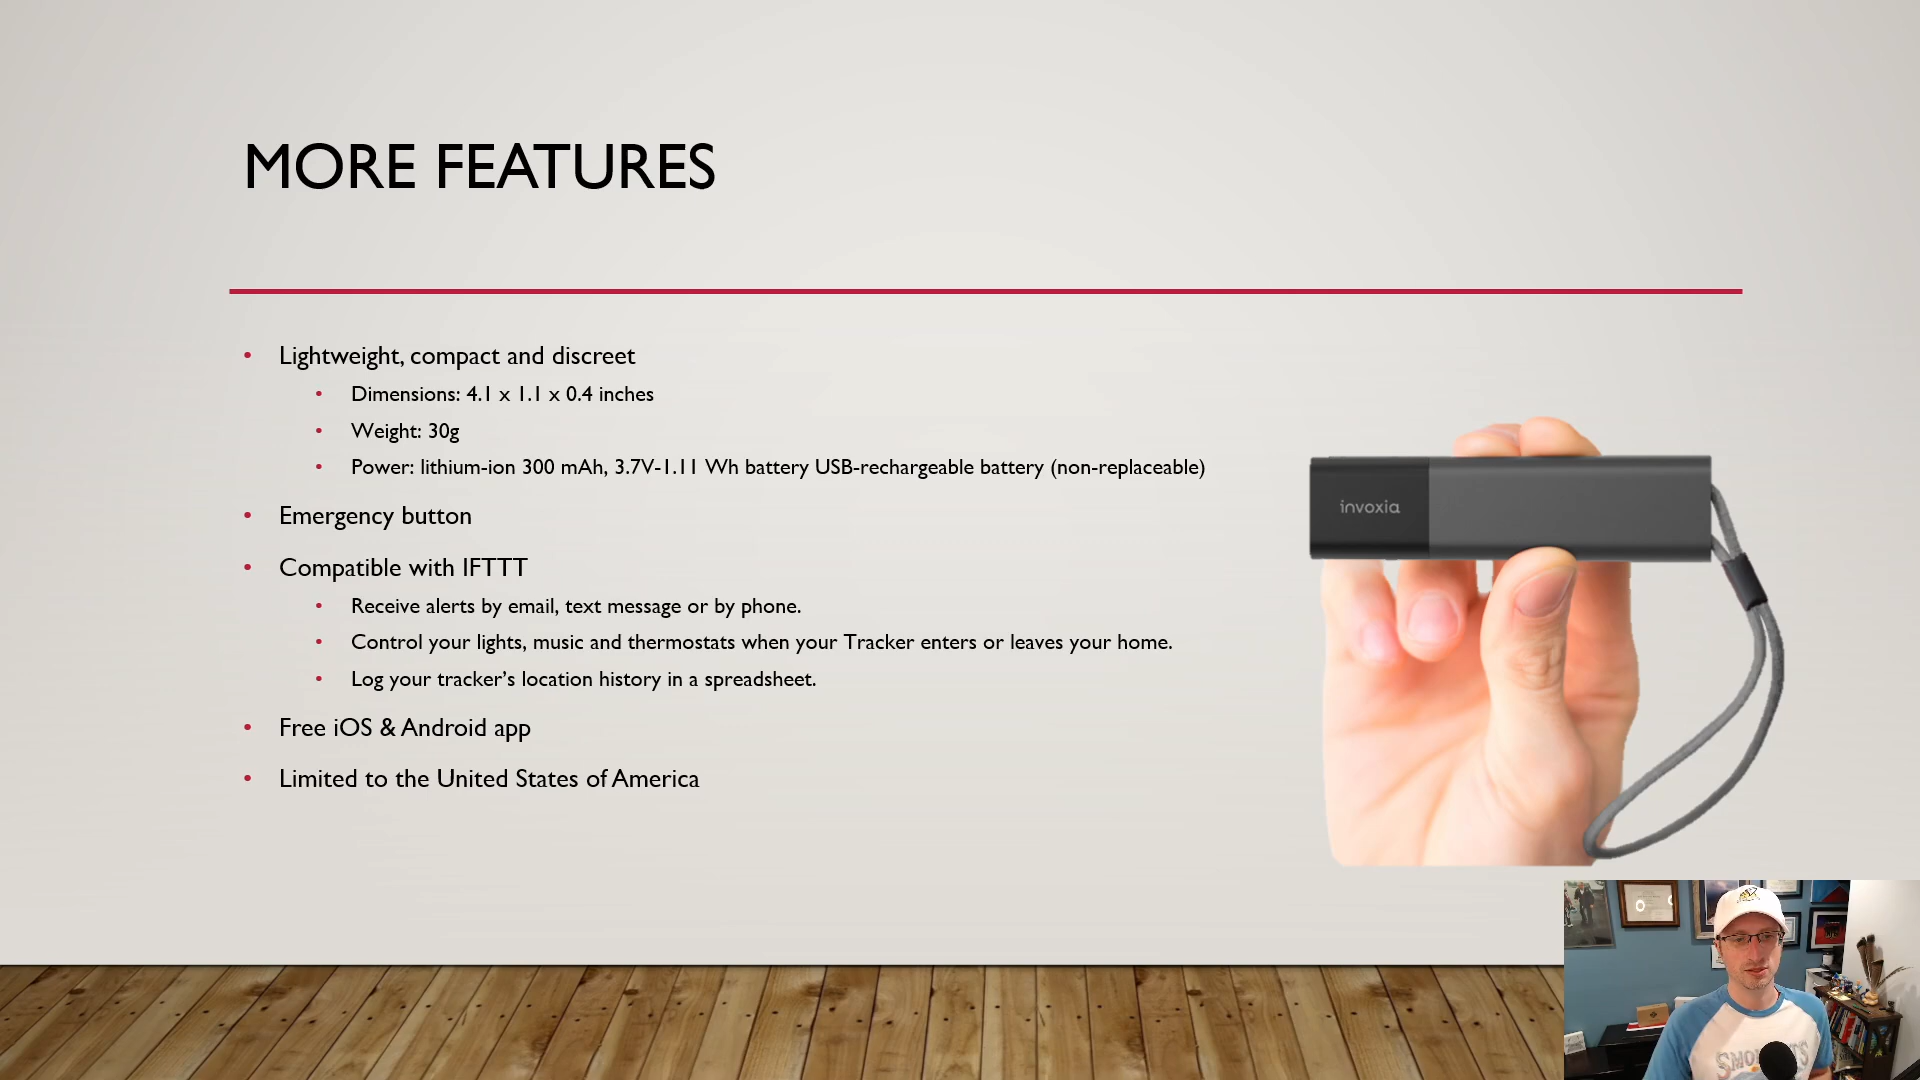 MORE FEATURES
• Lightweight, compact and discreet
• Dimensions: 4.1 x 1.1 x 0.4 inches
• Weight: 30g
• Power: lithium-ion 300 mAh, 3.7V-1.11 Wh battery USB-rechargeable battery (non-replaceable)
• Emergency button
• Compatible with IFTTT
• Receive alerts by email, text message or by phone.
• Control your lights, music and thermostats when your Tracker enters or leaves your home.
• Log your tracker’s location history in a spreadsheet.
• Free iOS & Android app
• Limited to the United States of America
invoxia